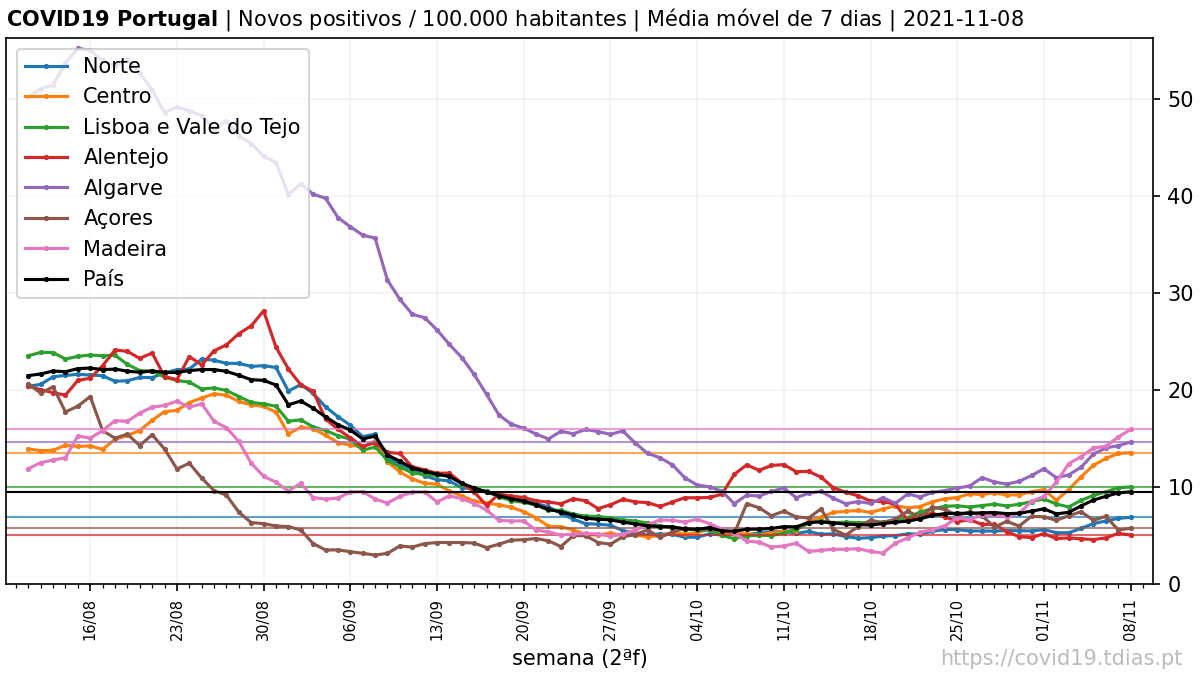 COVID19 Portugal | Novos positivos / 100.000 habitantes | Média móvel de 7 dias | 2021-11-08
Norte
Centro
Lisboa e Vale do Tejo
Alentejo
Algarve
Açores
Madeira
País
50
40
30
20
10
0
16/08
23/08
30/08
06/09
13/09
20/09
27/09
04/10
11/10
18/10
25/10
01/11
08/11
semana (2ªf)
https://covid19.tdias.pt